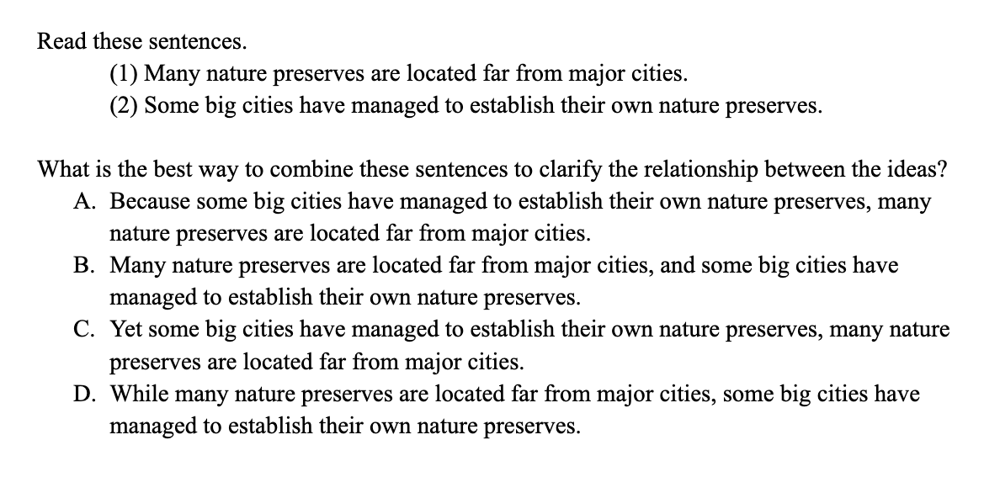 Read these sentences.
(1) Many nature preserves are located far from major cities.
(2) Some big cities have managed to establish their own nature preserves.
What is the best way to combine these sentences to clarify the relationship between the ideas?
A. Because some big cities have managed to establish their own nature preserves, many
nature preserves are located far from major cities.
B. Many nature preserves are located far from major cities, and some big cities have
managed to establish their own nature preserves.
C. Yet some big cities have managed to establish their own nature preserves, many nature
preserves are located far from major cities.
D. While many nature preserves are located far from major cities, some big cities have
managed to establish their own nature preserves.